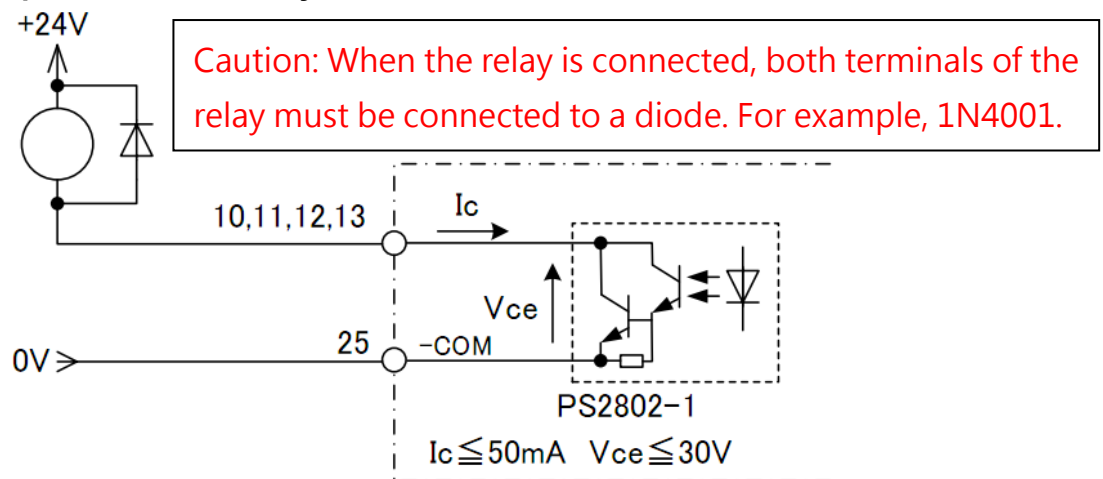 +24V
Caution: When the relay is connected, both terminals of the
relay must be connected to a diode. For example, 1N4001.
10,11,12,13
Ic
Vce
25
-COM
0V
PS2802-1
Ic≦50mA Vce≦30V